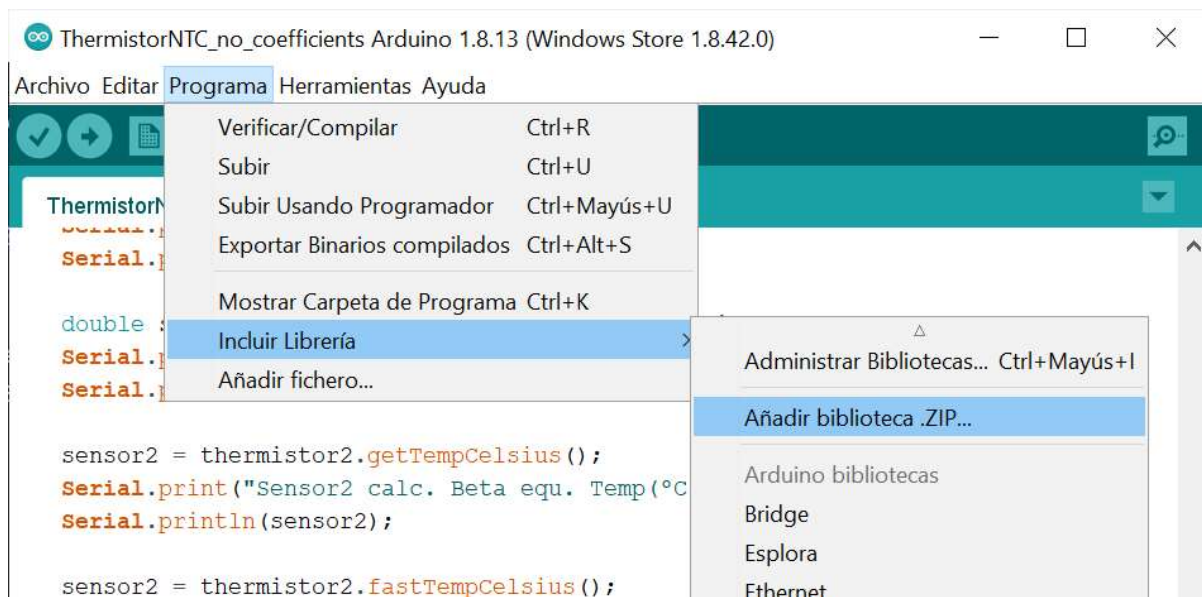 ThermistorNTC_no_coefficients Arduino 1.8.13 (Windows Store 1.8.42.0)
Archivo Editar Programa Herramientas Ayuda
Verificar/Compilar Ctrl+R
Subir Ctrl+U
Subir Usando Programador Ctrl+Mayús+U
Exportar Binarios compilados Ctrl+Alt+S
Mostrar Carpeta de Programa Ctrl+K
Incluir Librería
Añadir fichero...
Administrar Bibliotecas... Ctrl+Mayús+I
Añadir biblioteca .ZIP...
Arduino bibliotecas
Bridge
Esplora
Ethernet
Serial.
double
Serial.
Serial.
sensor2 = thermistor2.getTempCelsius();
Serial.print("Sensor2 calc. Beta equ. Temp(°C
Serial.println(sensor2);
sensor2 = thermistor2.fastTempCelsius();